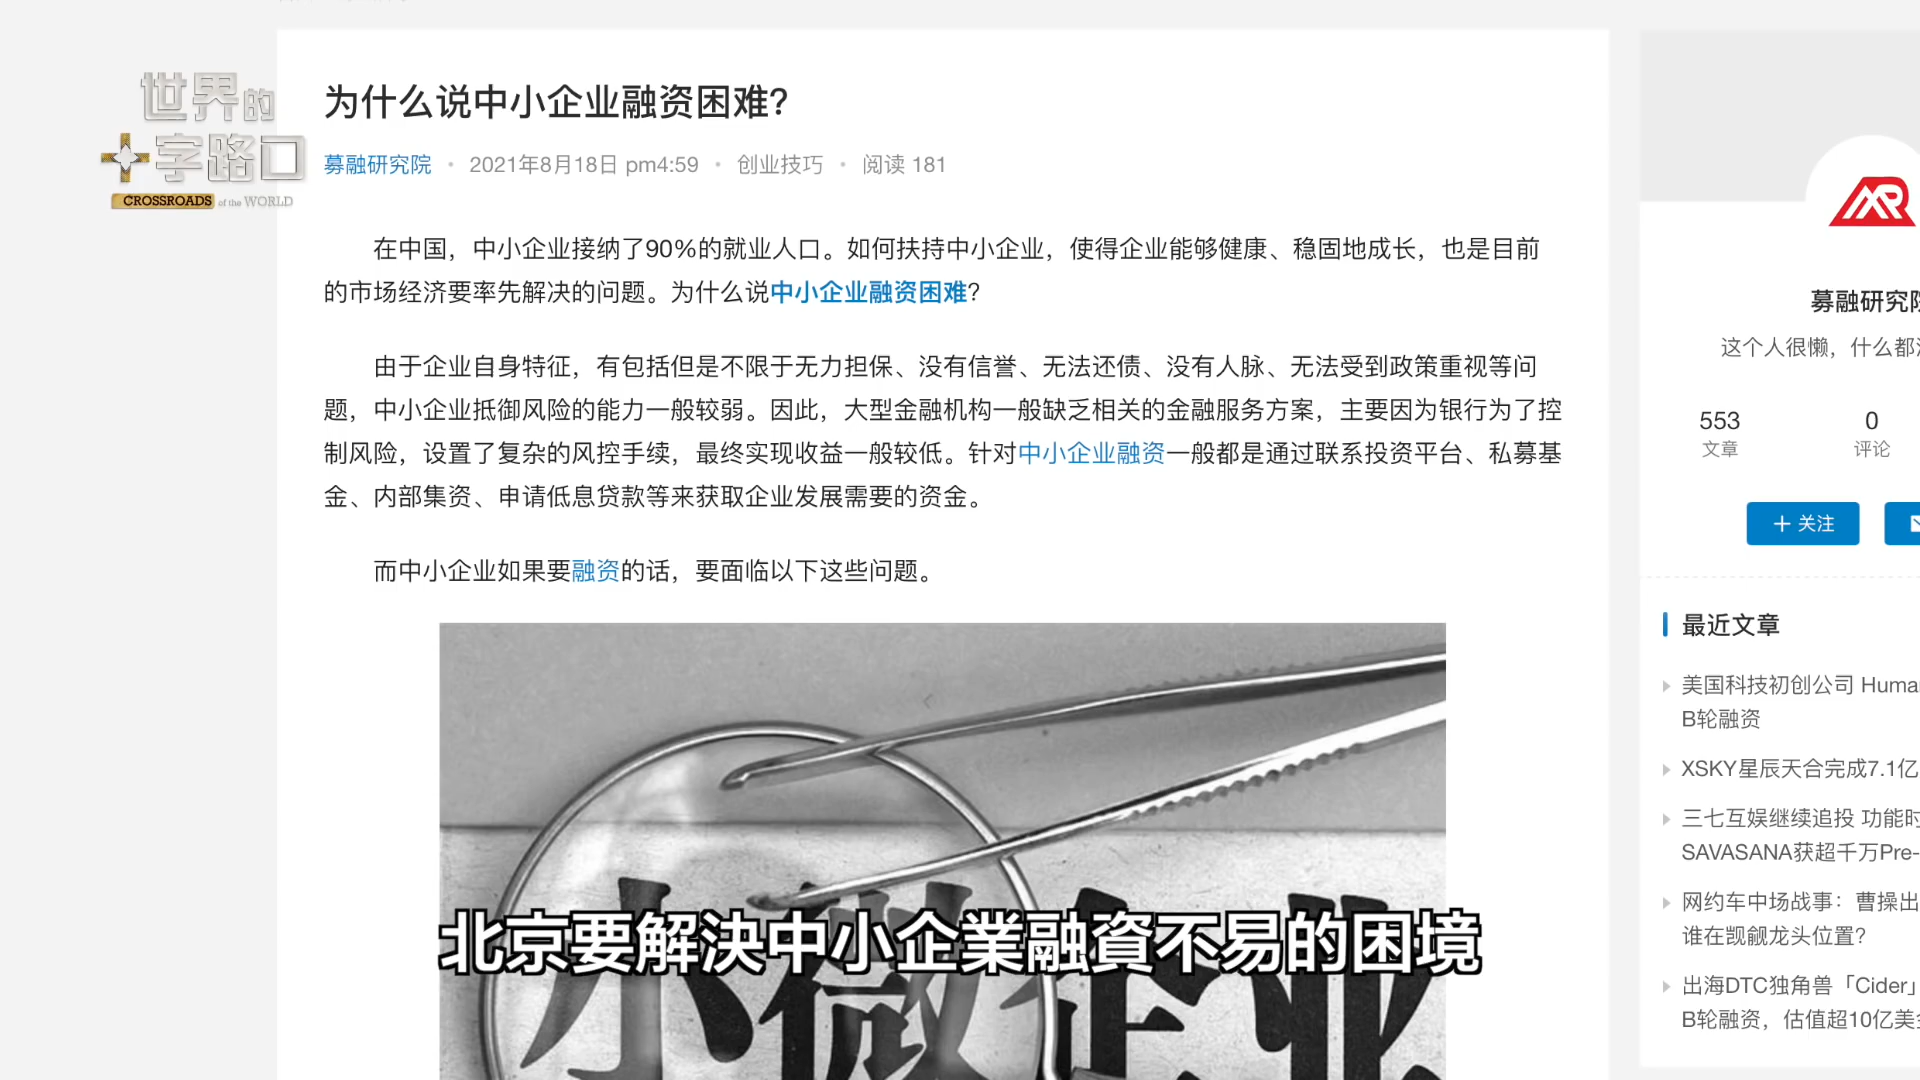 世界的
十字路口
CROSSROADS of the WORLD
为什么说中小企业融资困难?
募融研究院 · 2021年8月18日 pm4:59 · 创业技巧 · 阅读 181
在中国，中小企业接纳了90%的就业人口。如何扶持中小企业，使得企业能够健康、稳固地成长，也是目前
的市场经济要率先解决的问题。为什么说中小企业融资困难?
由于企业自身特征，有包括但是不限于无力担保、没有信誉、无法还债、没有人脉、无法受到政策重视等问
题，中小企业抵御风险的能力一般较弱。因此，大型金融机构一般缺乏相关的金融服务方案，主要因为银行为了控
制风险，设置了复杂的风控手续，最终实现收益一般较低。针对中小企业融资一般都是通过联系投资平台、私募基
金、内部集资、申请低息贷款等来获取企业发展需要的资金。
而中小企业如果要融资的话，要面临以下这些问题。
小微企业
北京要解決中小企業融資不易的困境
募融研究院
这个人很懒，什么都
553
文章
0
评论
+ 关注
最近文章
美国科技初创公司 Huma
B轮融资
XSKY星辰天合完成7.1亿
三七互娱继续追投 功能时
SAVASANA获超千万Pre-
网约车中场战事：曹操出
谁在觊觎龙头位置?
出海DTC独角兽「Cider」
B轮融资，估值超10亿美